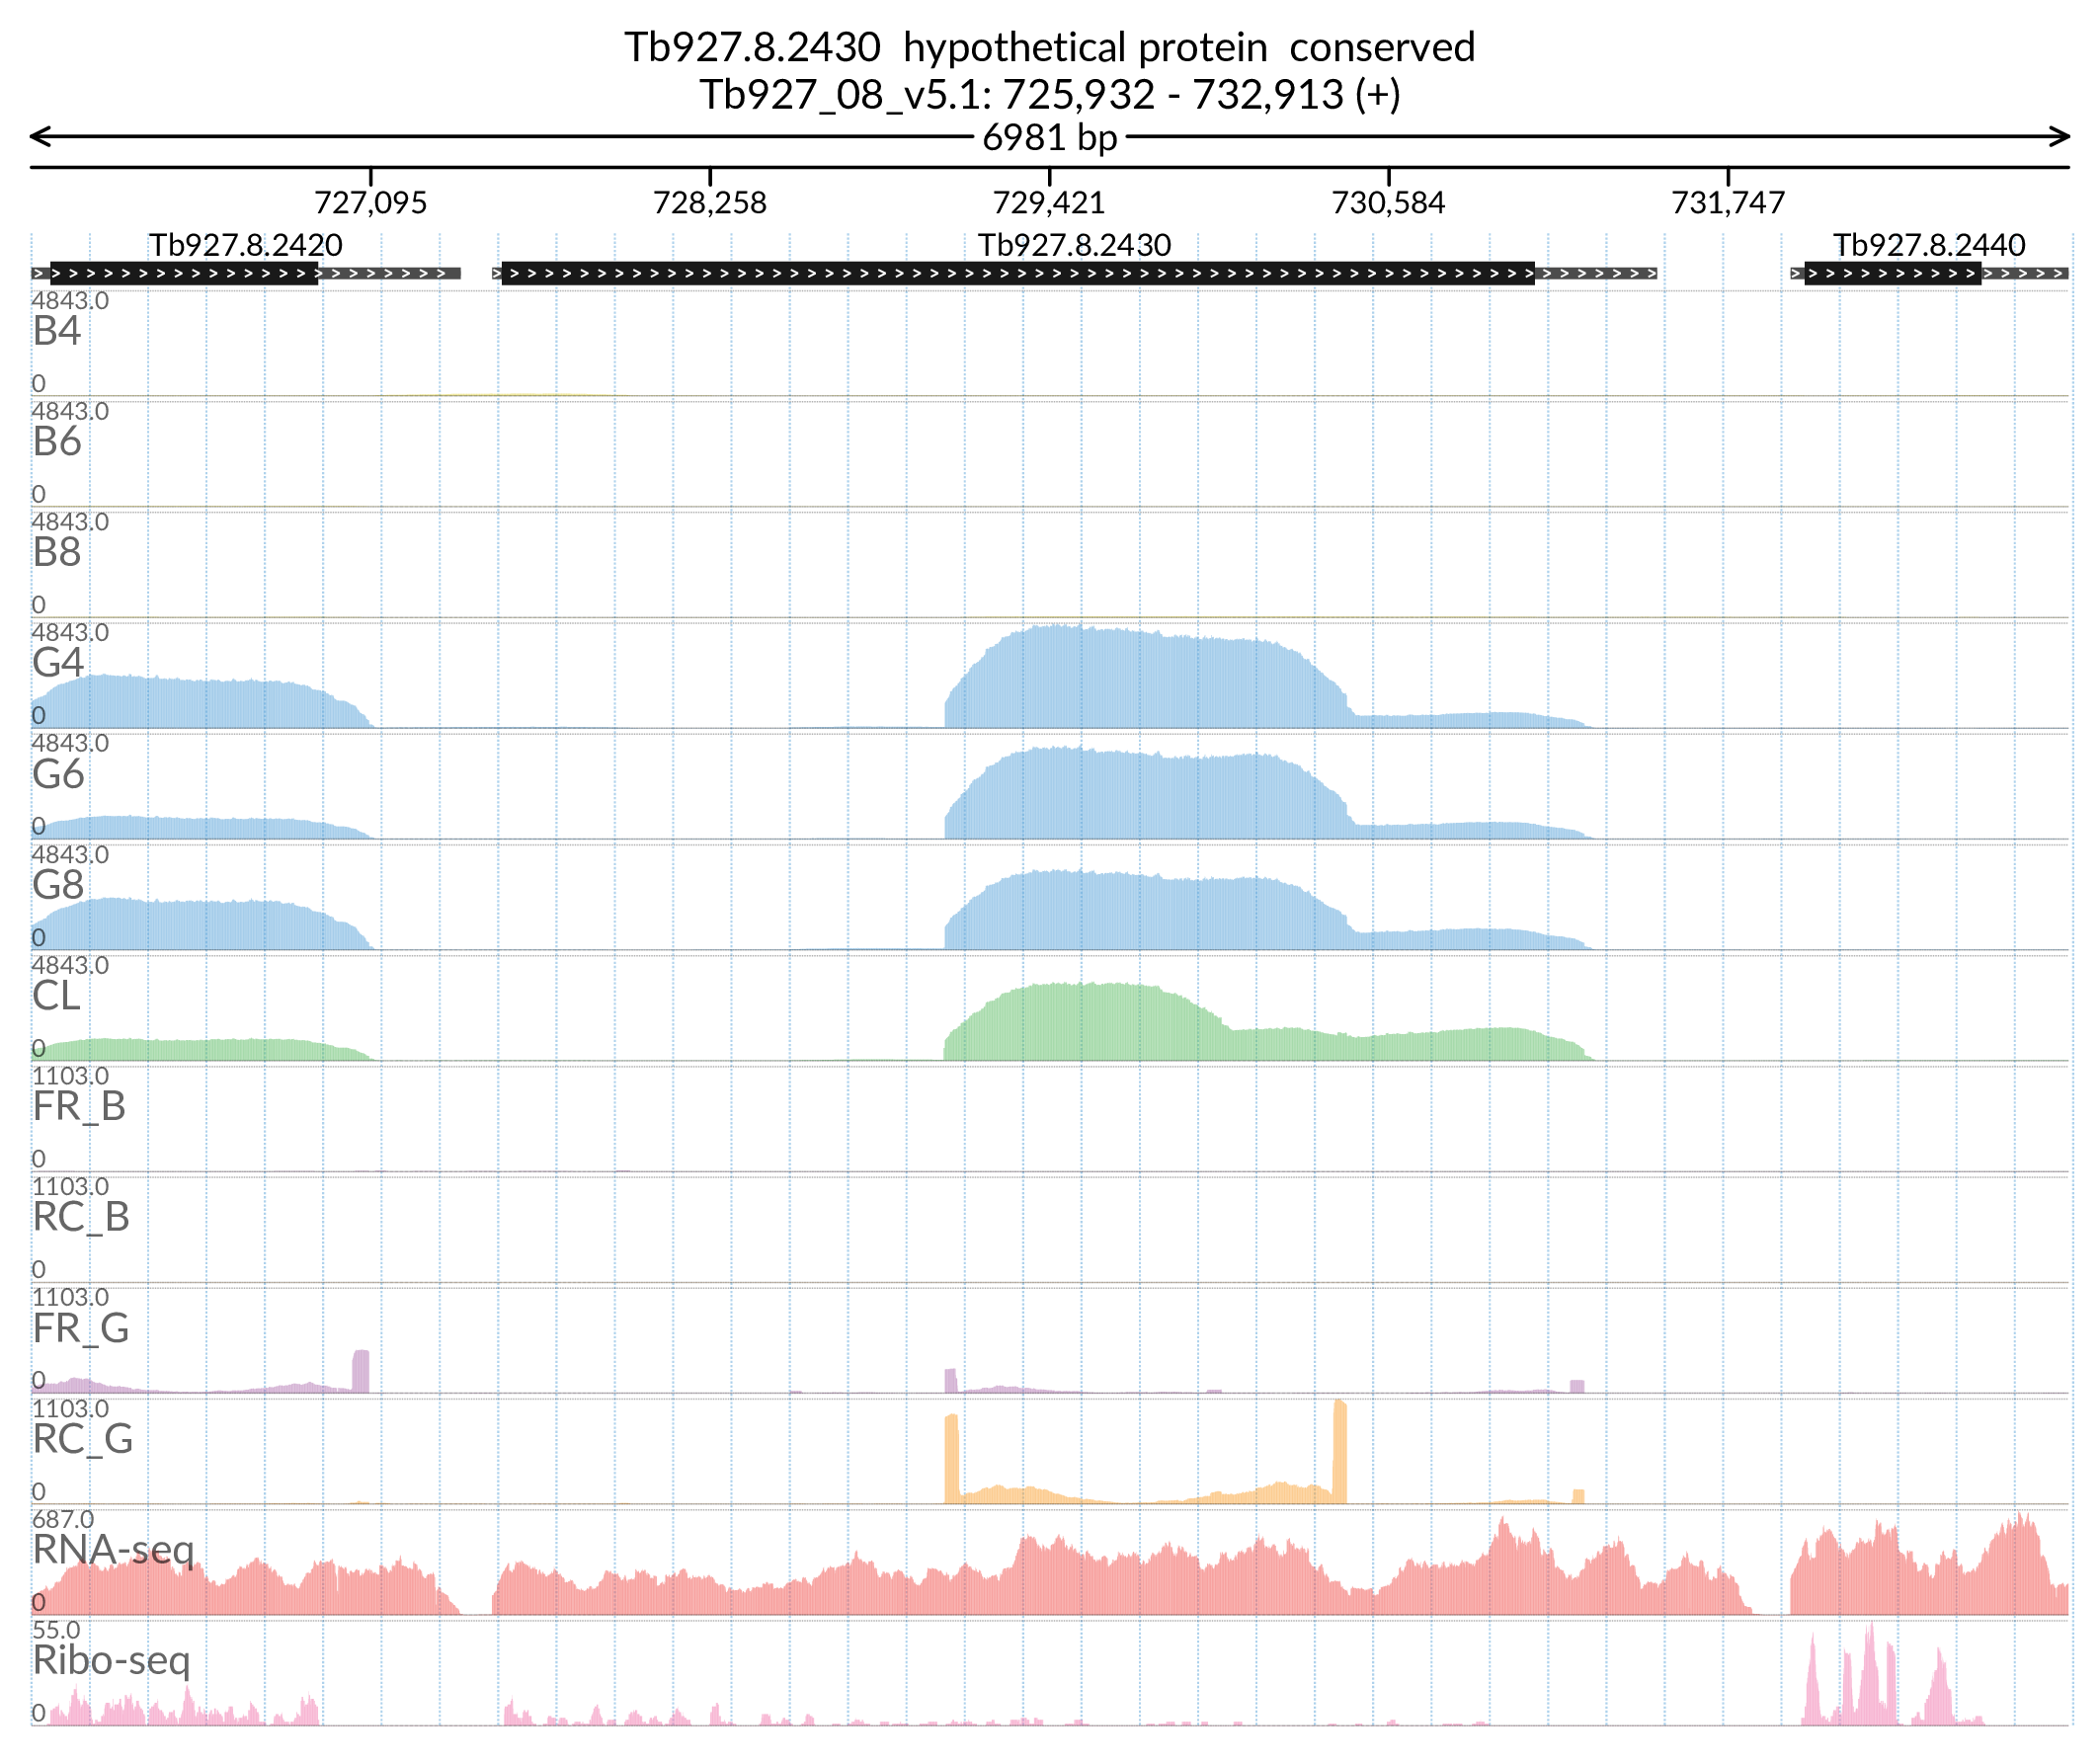 Tb927.8.2430  hypothetical protein  conserved
Tb927_08_v5.1: 725,932 - 732,913 (+)
6981 bp
727,095 728,258 729,421 730,584 731,747
Tb927.8.2420 Tb927.8.2430 Tb927.8.2440
4843.0
B4
0
4843.0
B6
0
4843.0
B8
0
4843.0
G4
0
4843.0
G6
0
4843.0
G8
0
4843.0
CL
0
1103.0
FR_B
0
1103.0
RC_B
0
1103.0
FR_G
0
1103.0
RC_G
0
687.0
RNA-seq
0
55.0
Ribo-seq
0